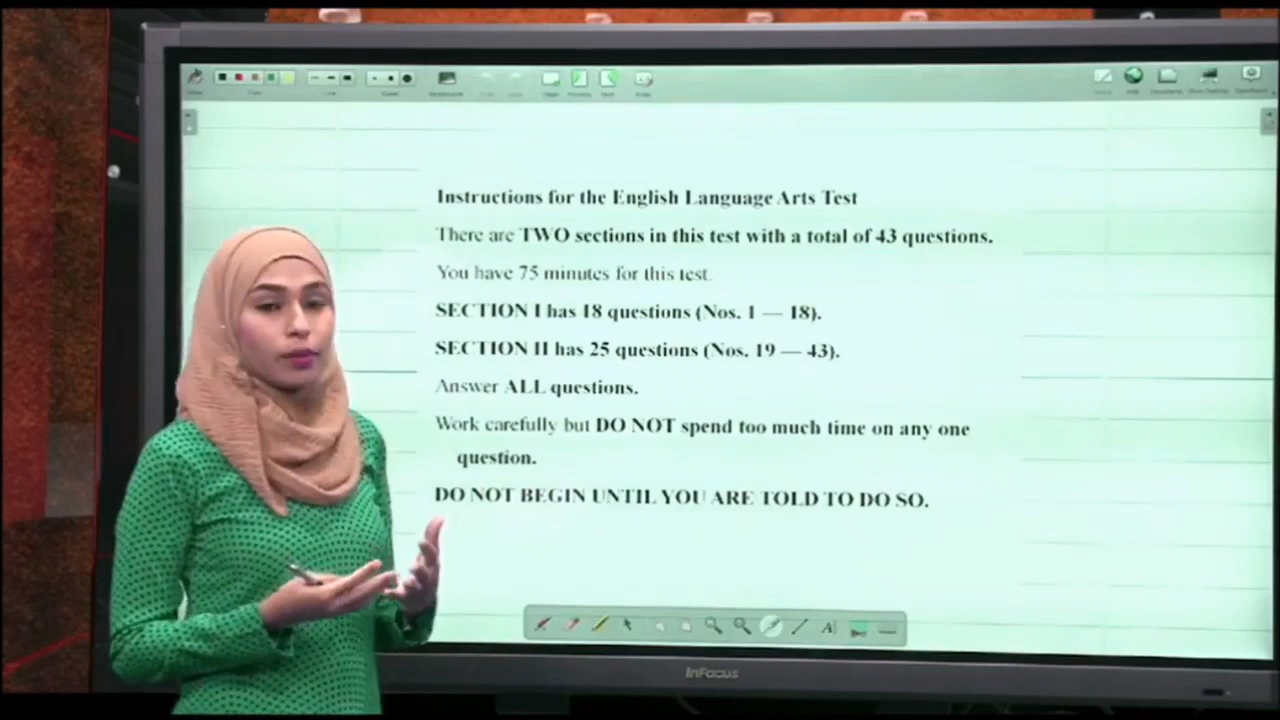 Instructions for the English Language Arts Test
There are TWO sections in this test with a total of 43 questions.
You have 75 minutes for this test.
SECTION I has 18 questions (Nos. 1 — 18).
SECTION II has 25 questions (Nos. 19 — 43).
Answer ALL questions.
Work carefully but DO NOT spend too much time on any one
question.
DO NOT BEGIN UNTIL YOU ARE TOLD TO DO SO.
A
InFocus